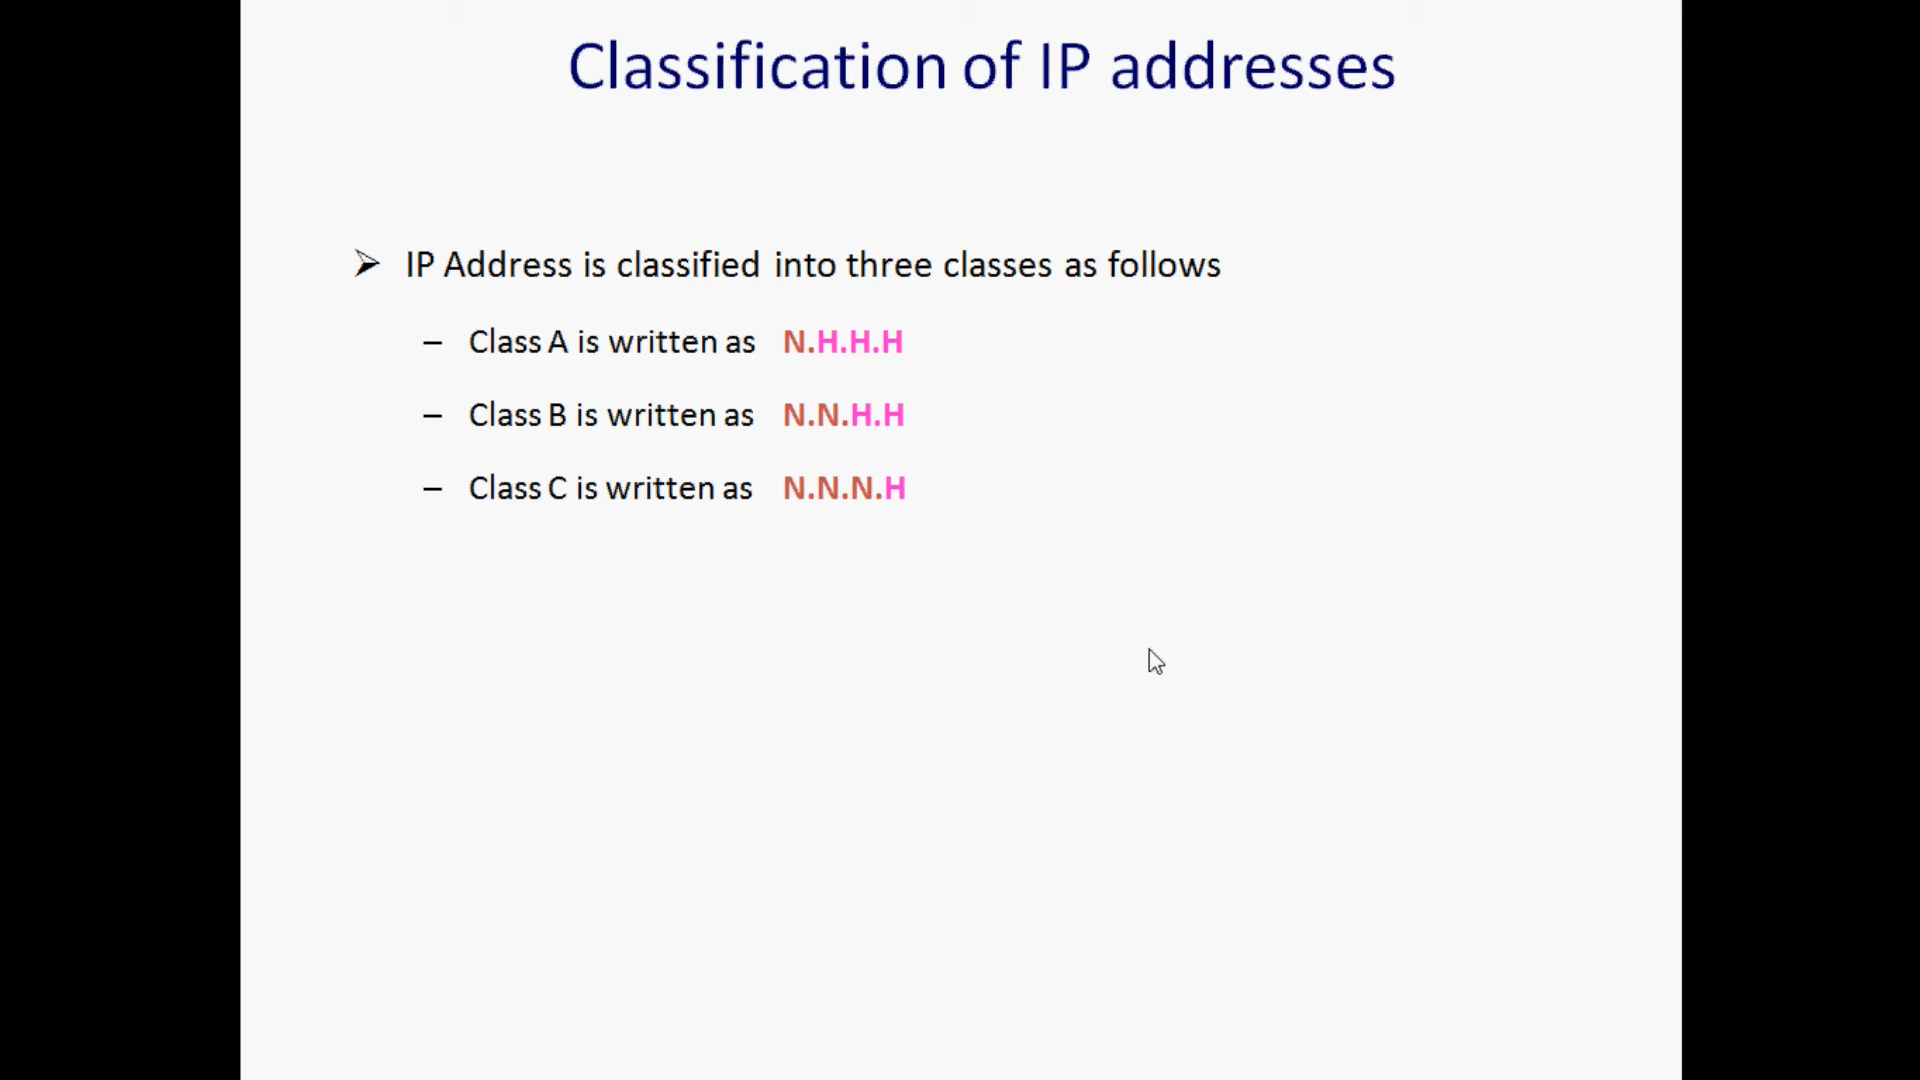 Classification of IP addresses
IP Address is classified into three classes as follows
– Class A is written as N.H.H.H
– Class B is written as N.N.H.H
– Class C is written as N.N.N.H